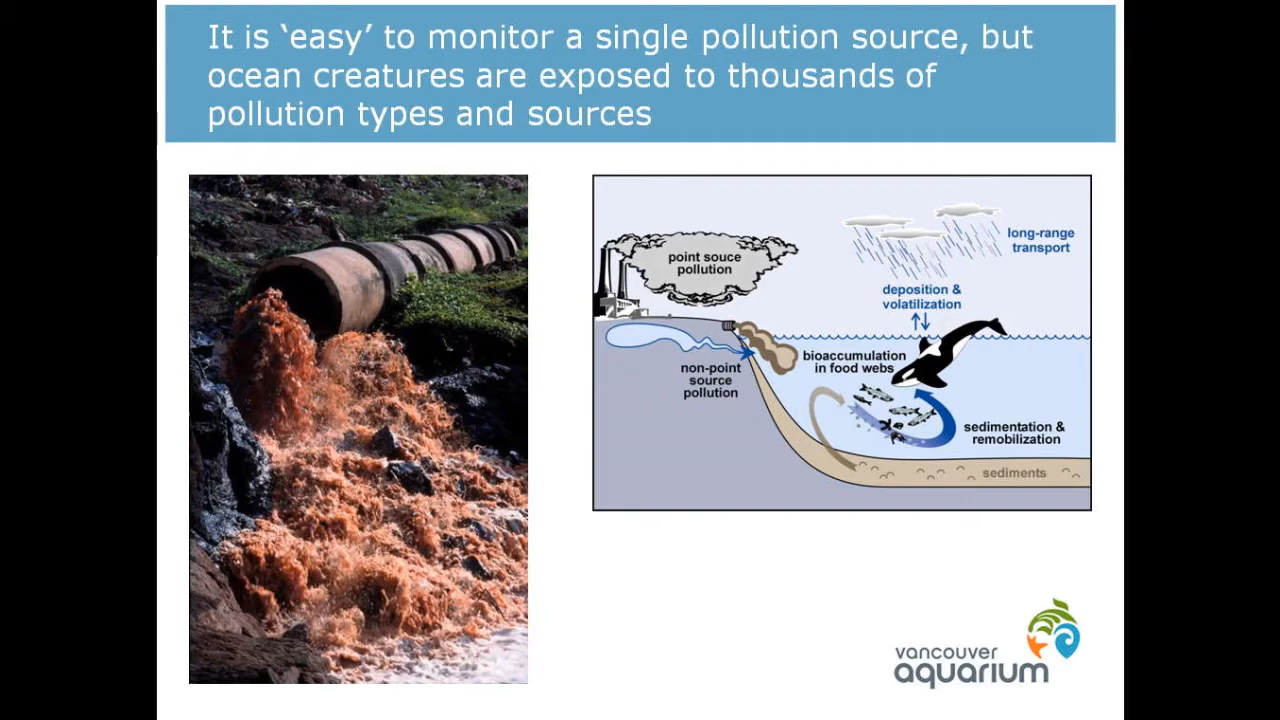 It is ‘easy’ to monitor a single pollution source, but
ocean creatures are exposed to thousands of
pollution types and sources
point souce
pollution
long-range
transport
deposition &
volatilization
non-point
source
pollution
bioaccumulation
in food webs
sedimentation &
remobilization
sediments
vancouver
aquarium